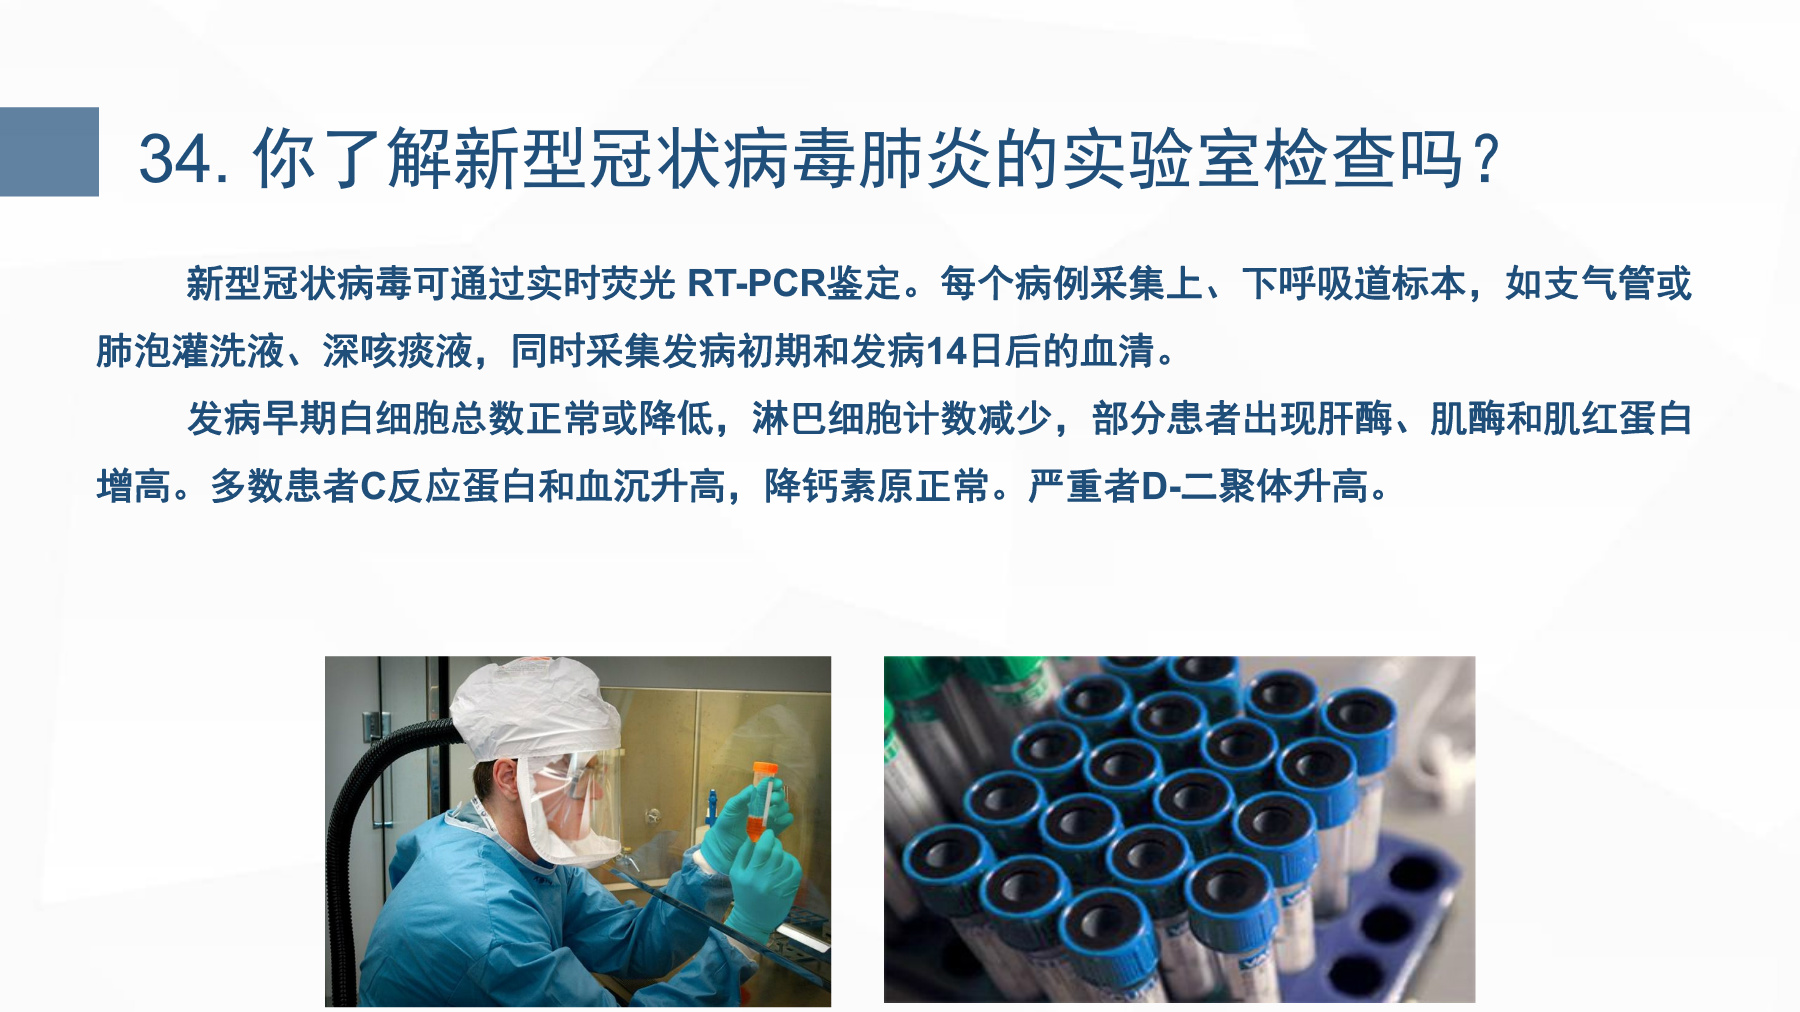 34. 你了解新型冠状病毒肺炎的实验室检查吗？
新型冠状病毒可通过实时荧光 RT-PCR鉴定。每个病例采集上、下呼吸道标本，如支气管或
肺泡灌洗液、深咳痰液，同时采集发病初期和发病14日后的血清。
发病早期白细胞总数正常或降低，淋巴细胞计数减少，部分患者出现肝酶、肌酶和肌红蛋白
增高。多数患者C反应蛋白和血沉升高，降钙素原正常。严重者D-二聚体升高。